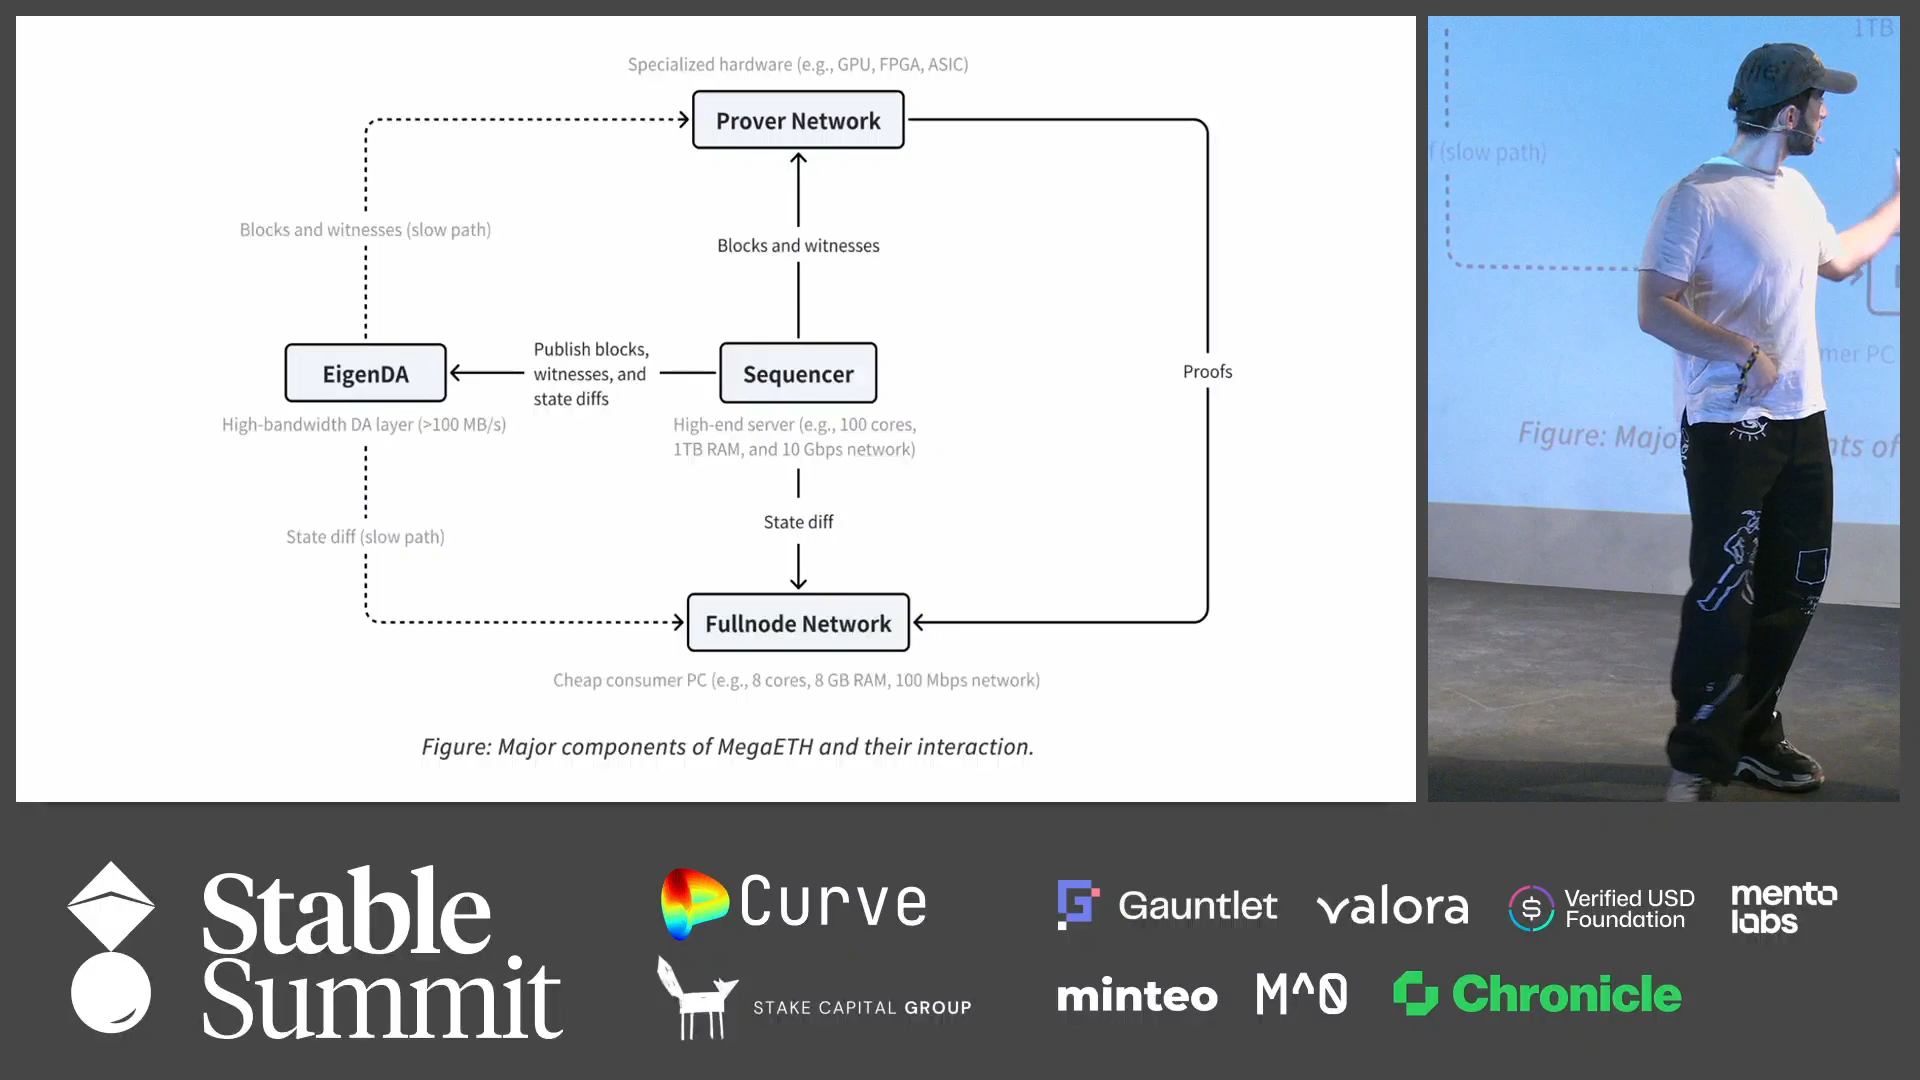 Specialized hardware (e.g., GPU, FPGA, ASIC)
Prover Network
Blocks and witnesses (slow path)
Blocks and witnesses
EigenDA
Publish blocks,
witnesses, and
state diffs
Sequencer
Proofs
High-bandwidth DA layer (>100 MB/s)
High-end server (e.g., 100 cores,
1TB RAM, and 10 Gbps network)
State diff (slow path)
State diff
Fullnode Network
Cheap consumer PC (e.g., 8 cores, 8 GB RAM, 100 Mbps network)
Figure: Major components of MegaETH and their interaction.
1TB
f (slow path)
mer PC
Figure: Majo
nts of
Stable
Summit
Curve
STAKE CAPITAL GROUP
Gauntlet
valora
Verified USD
Foundation
mento
labs
minteo
M^0
Chronicle